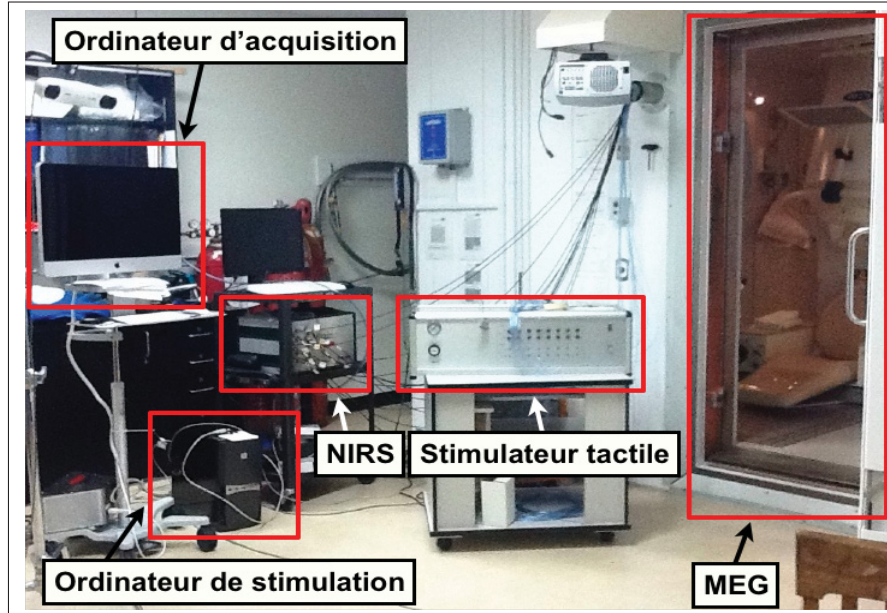 Ordinateur d'acquisition
NIRS
Stimulateur tactile
Ordinateur de stimulation
MEG